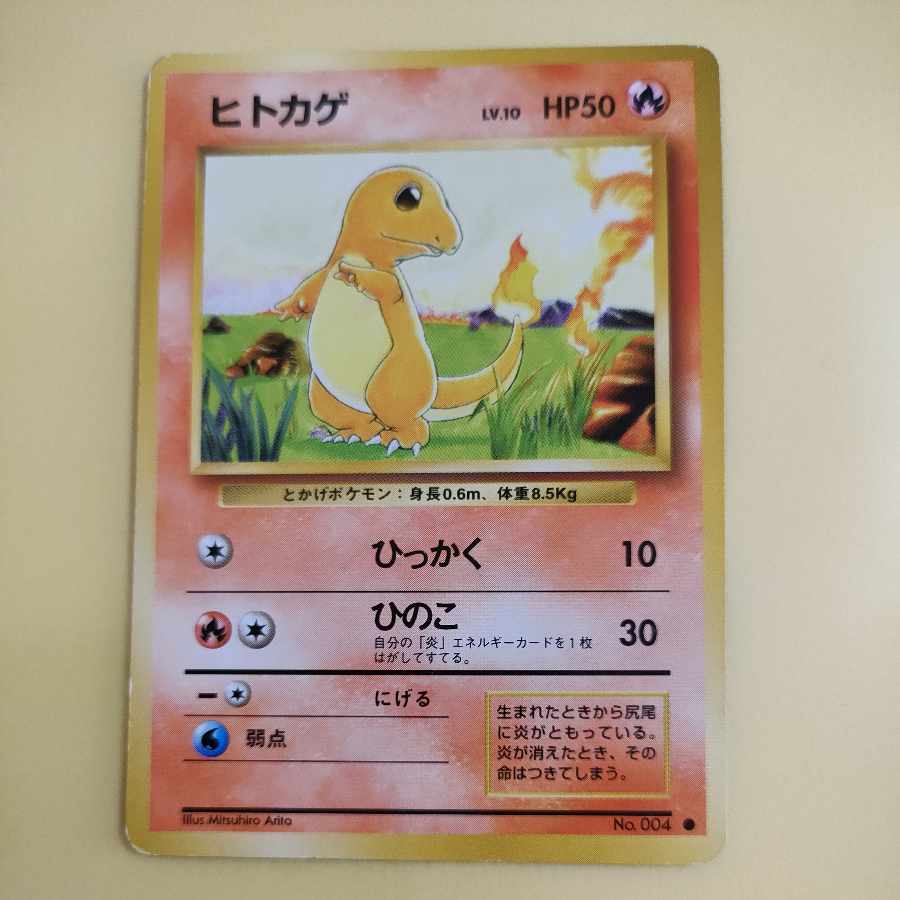 ヒトカゲ LV.10 HP50
とかげポケモン：身長0.6m、体重8.5Kg
ひっかく 10
ひのこ 30
自分の「炎」エネルギーカードを1枚
はがしてすてる。
にげる
弱点
生まれたときから尻尾
に炎がともっている。
炎が消えたとき、その
命はつきてしまう。
Illus.Mitsuhiro Arita
No. 004